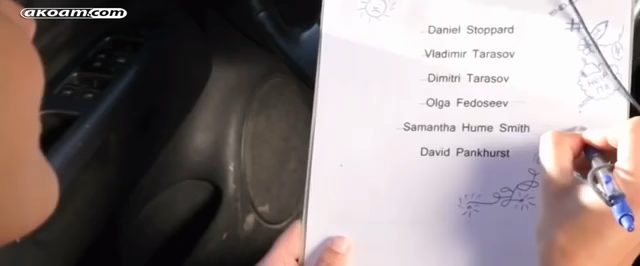 akoam.com
Daniel Stoppard
Vladimir Tarasov
Dimitri Tarasov
Olga Fedoseev
Samantha Hume Smith
David Pankhurst